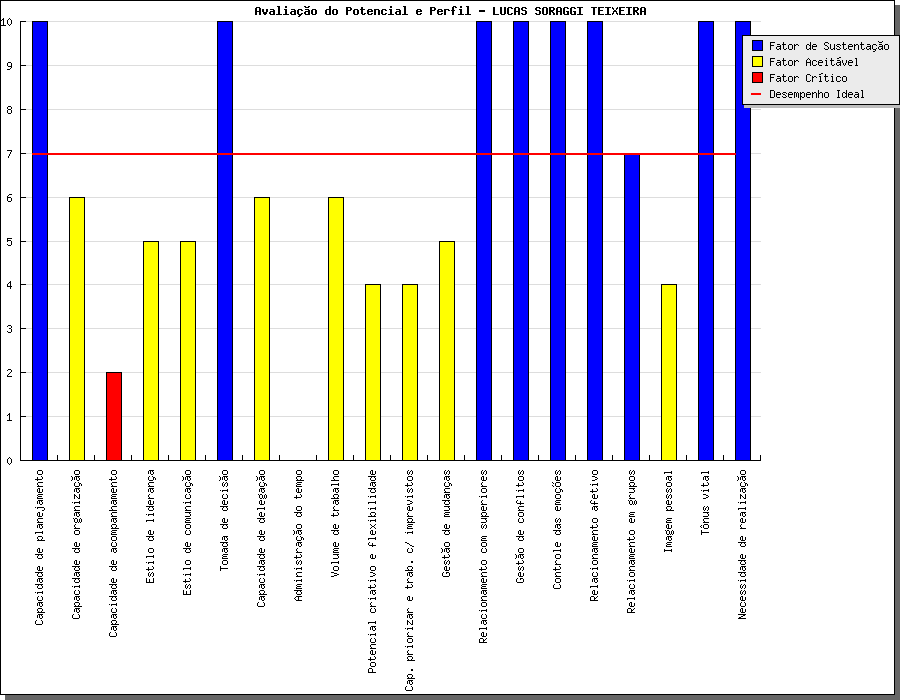 Avaliação do Potencial e Perfil - LUCAS SORAGGI TEIXEIRA
Fator de Sustentação
Fator Aceitável
Fator Crítico
Desempenho Ideal
10
9
8
7
6
5
4
3
2
1
0
Capacidade de planejamento
Capacidade de organização
Capacidade de acompanhamento
Estilo de liderança
Estilo de comunicação
Tomada de decisão
Capacidade de delegação
Administração do tempo
Volume de trabalho
Potencial criativo e flexibilidade
Cap. priorizar e trab. c/ imprevistos
Gestão de mudanças
Relacionamento com superiores
Gestão de conflitos
Controle das emoções
Relacionamento afetivo
Relacionamento em grupos
Imagem pessoal
Tônus vital
Necessidade de realização